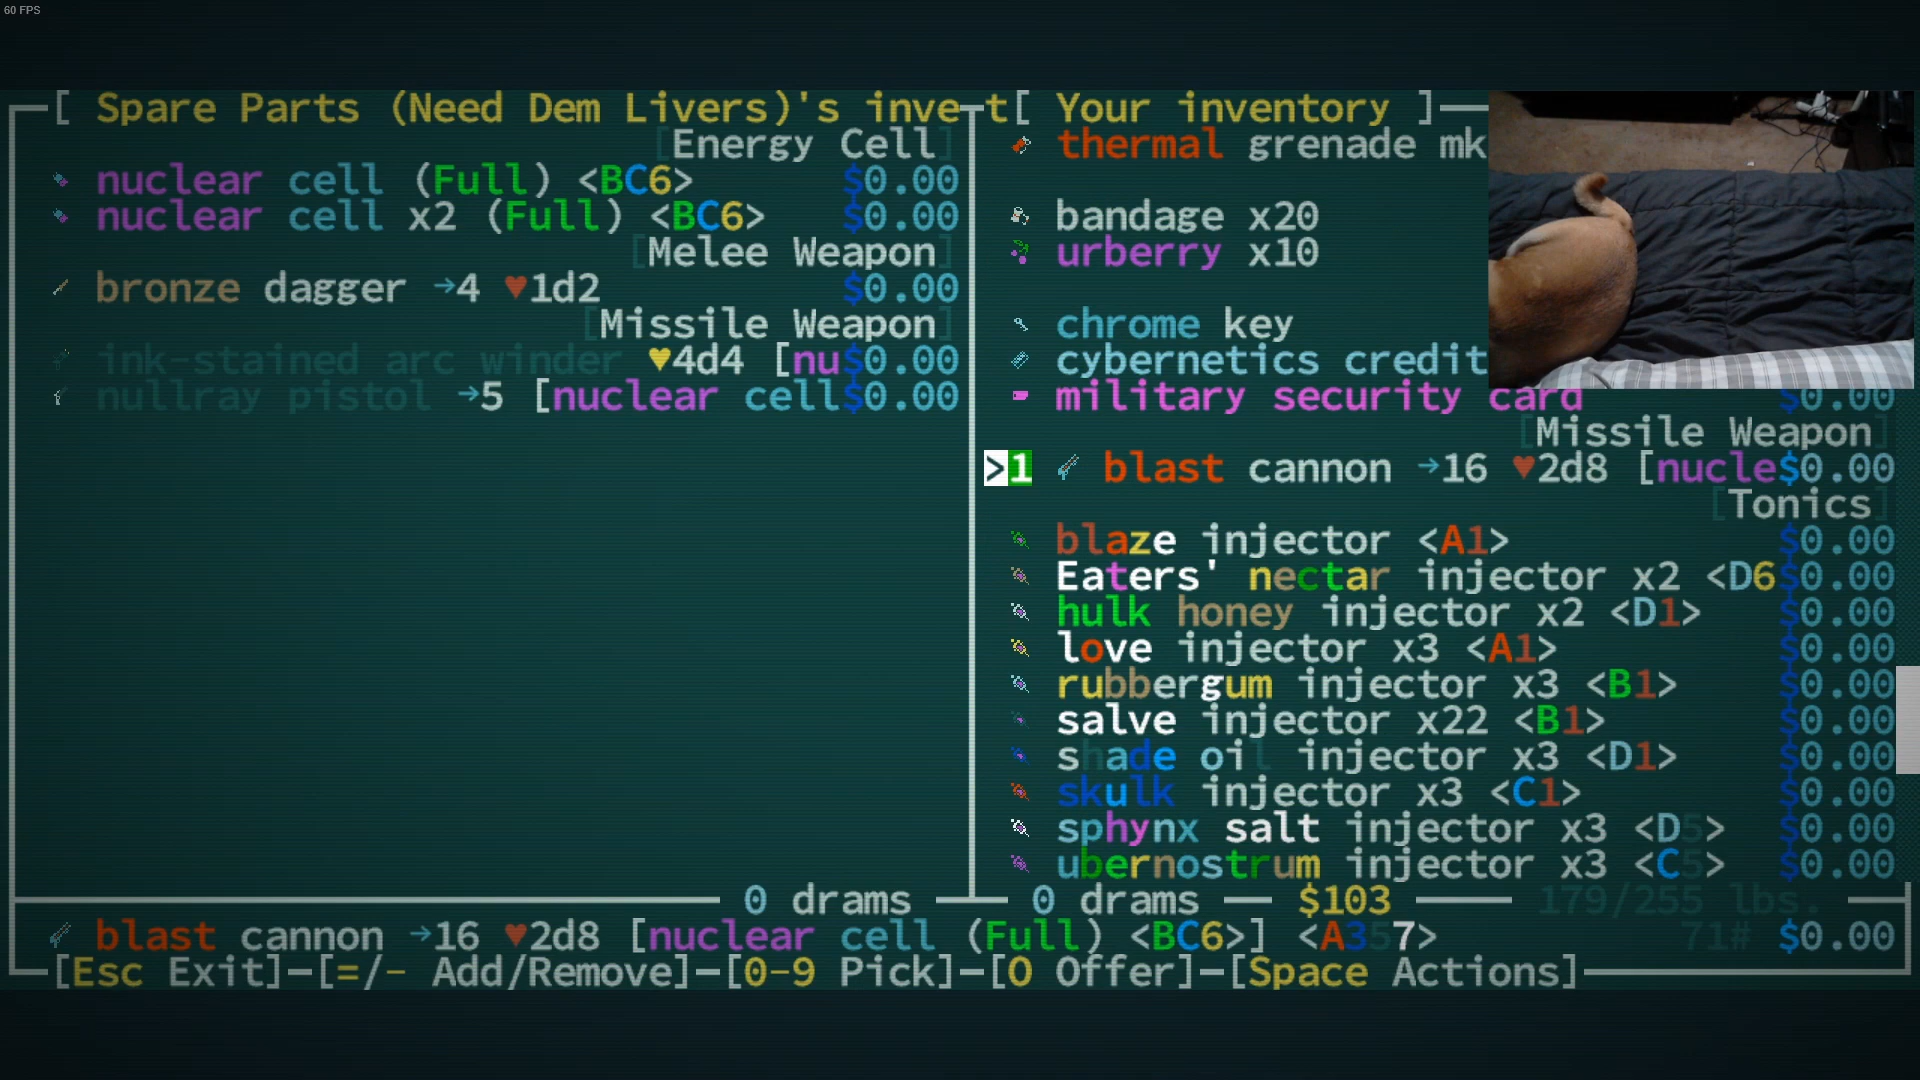 60 FPS
[ Spare Parts (Need Dem Livers)'s invent
[Energy Cell]
nuclear cell (Full) <BC6> $0.00
nuclear cell x2 (Full) <BC6> $0.00
[Melee Weapon]
bronze dagger →4 ♥1d2 $0.00
[Missile Weapon]
ink-stained arc winder ♥4d4 [nu$0.00
nullray pistol →5 [nuclear cell$0.00
[ Your inventory ]
thermal grenade mk
bandage x20
urberry x10
chrome key
cybernetics credit
military security card $0.00
[Missile Weapon]
>1 blast cannon →16 ♥2d8 [nucle$0.00
[Tonics]
blaze injector <A1> $0.00
Eaters' nectar injector x2 <D6$0.00
hulk honey injector x2 <D1> $0.00
love injector x3 <A1> $0.00
rubbergum injector x3 <B1> $0.00
salve injector x22 <B1> $0.00
shade oil injector x3 <D1> $0.00
skulk injector x3 <C1> $0.00
sphynx salt injector x3 <D5> $0.00
ubernostrum injector x3 <C5> $0.00
0 drams 0 drams $103 179/255 lbs.
blast cannon →16 ♥2d8 [nuclear cell (Full) <BC6>] <A357> 71# $0.00
[Esc Exit] [=/- Add/Remove] [0-9 Pick] [O Offer] [Space Actions]